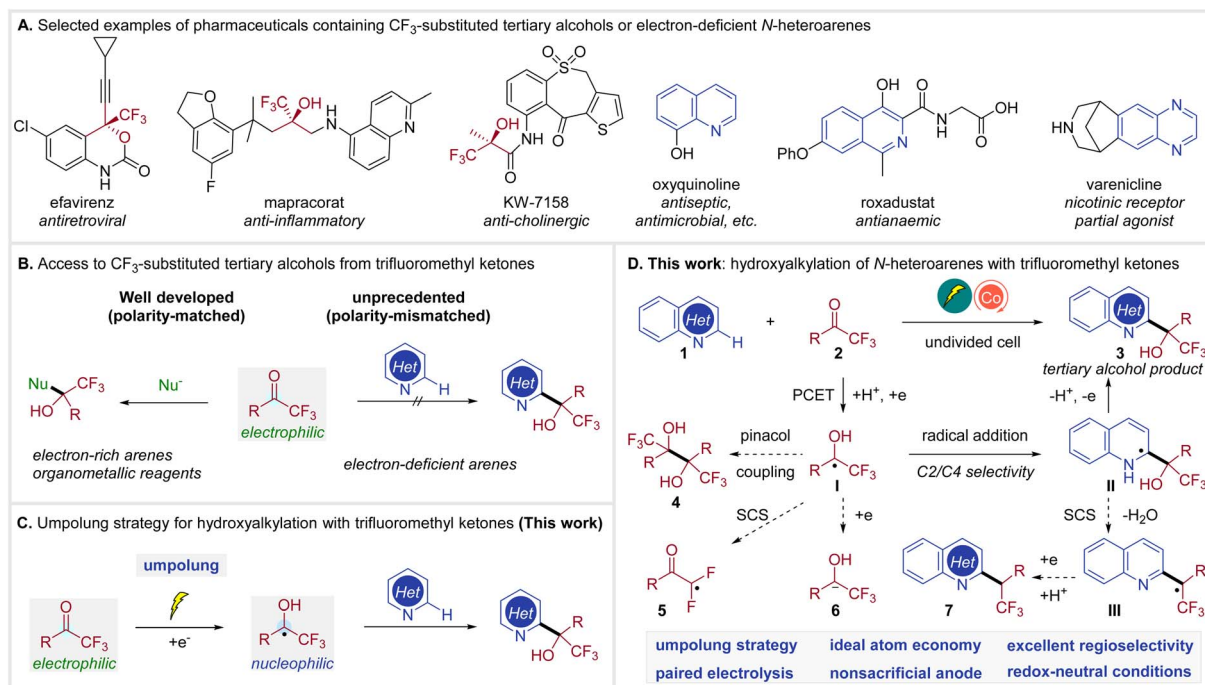 A. Selected examples of pharmaceuticals containing CF3-substituted tertiary alcohols or electron-deficient N-heteroarenes
Cl
CF3
O
N
H
O
O
efavirenz
antiretroviral
O
F
F3C
OH
H
N
N
mapracorat
anti-inflammatory
O
O
S
O
S
NH
OH
F3C
O
KW-7158
anti-cholinergic
N
OH
oxyquinoline
antiseptic,
antimicrobial, etc.
OH
O
N
H
O
OH
PhO
N
Me
roxadustat
antianaemic
HN
N
N
varenicline
nicotinic receptor
partial agonist
B. Access to CF3-substituted tertiary alcohols from trifluoromethyl ketones
Well developed
(polarity-matched)
unprecedented
(polarity-mismatched)
Nu
CF3
HO
R
Nu-
O
R
CF3
electrophilic
Het
N
H
Het
N
R
HO
CF3
electron-rich arenes
organometallic reagents
electron-deficient arenes
C. Umpolung strategy for hydroxyalkylation with trifluoromethyl ketones (This work)
umpolung
O
R
CF3
electrophilic
+e-
OH
R
CF3
nucleophilic
Het
N
H
Het
N
R
HO
CF3
D. This work: hydroxyalkylation of N-heteroarenes with trifluoromethyl ketones
Het
N
H
1
+
O
R
CF3
2
Co
undivided cell
Het
N
R
HO
CF3
3
tertiary alcohol product
PCET
+H+, +e
-H+, -e
OH
F3C
R
R
HO
CF3
4
pinacol
coupling
OH
R
CF3
I
radical addition
C2/C4 selectivity
N
H
R
HO
CF3
II
SCS
+e
SCS
-H2O
O
R
F
F
5
OH
R
CF3
6
Het
N
R
CF3
7
+e
+H+
N
R
CF3
III
umpolung strategy
ideal atom economy
excellent regioselectivity
paired electrolysis
nonsacrificial anode
redox-neutral conditions